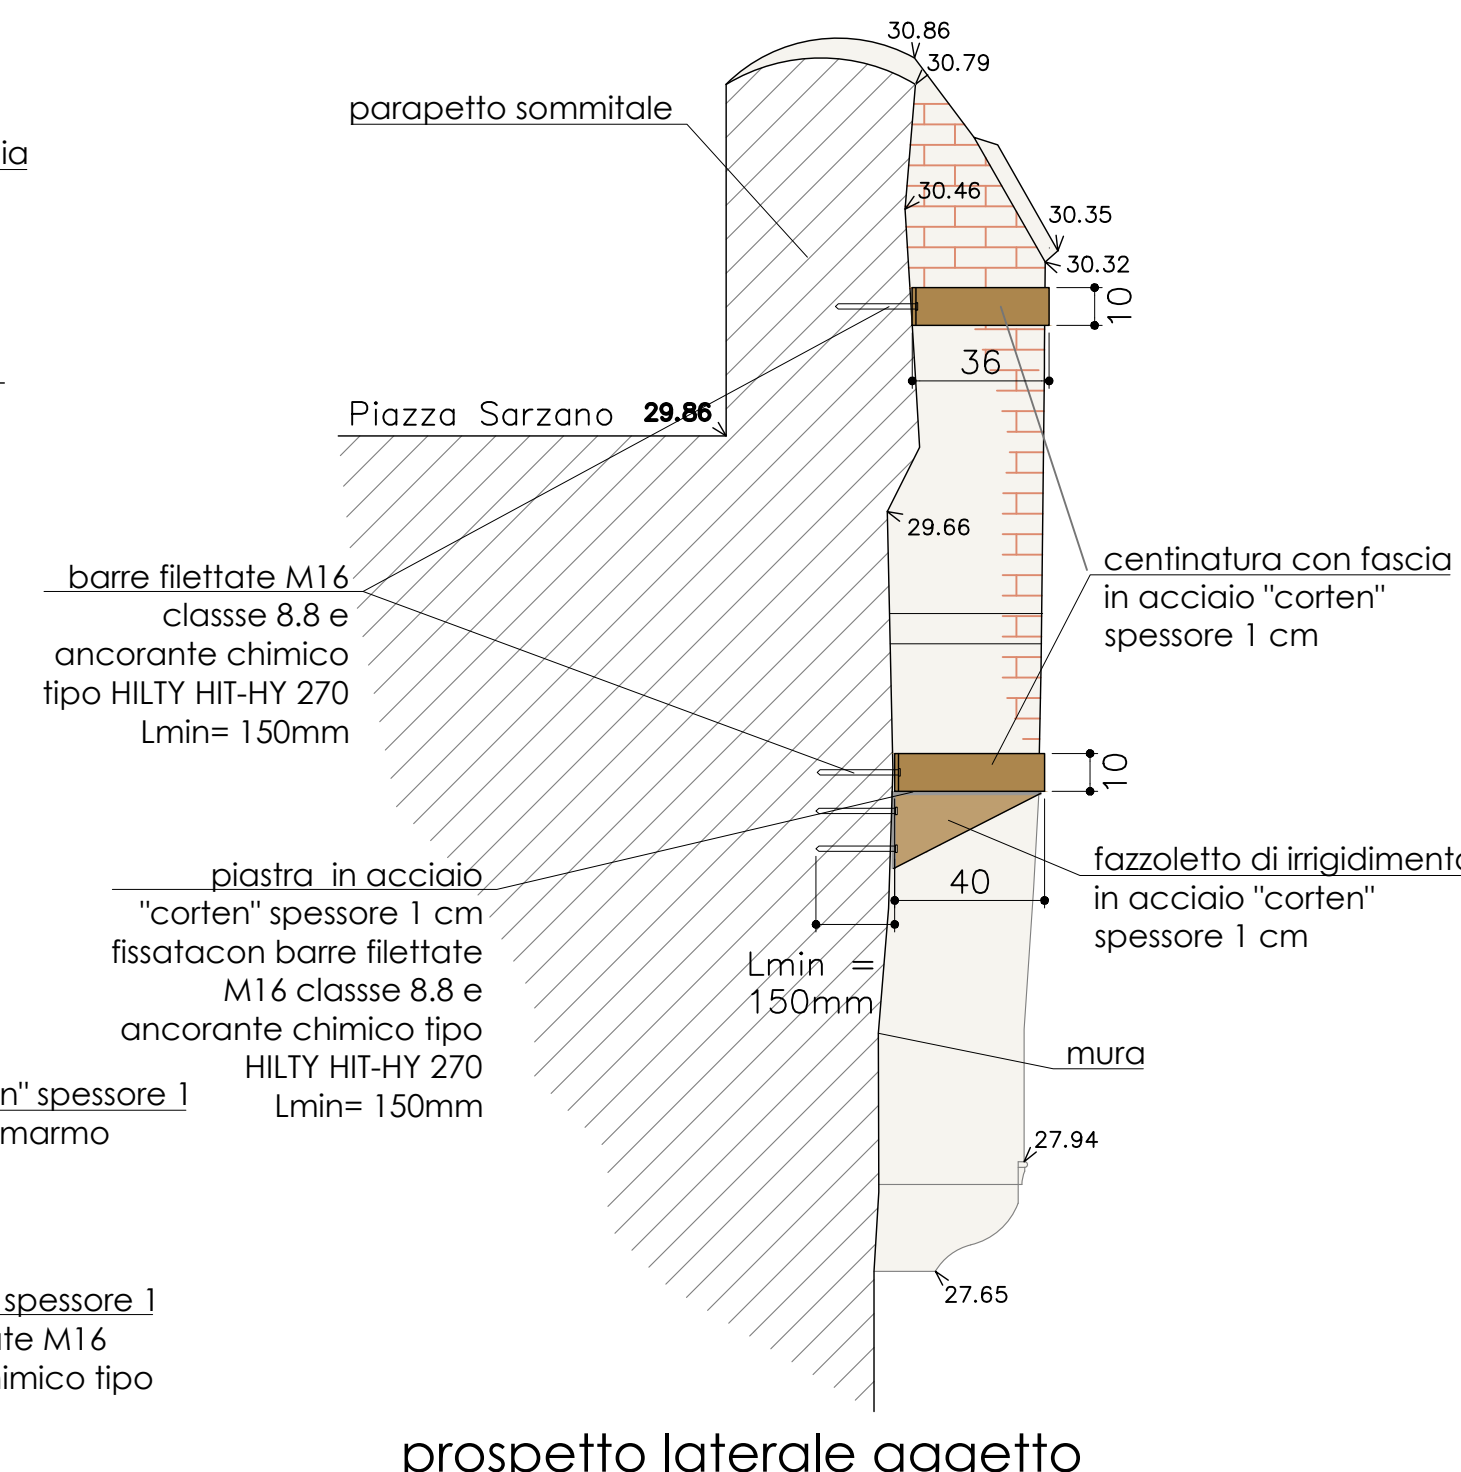 30.86
30.79
parapetto sommitale
ia
30.46
30.35
30.32
10
36
Piazza Sarzano 29.86
29.66
barre filettate M16
classse 8.8 e
ancorante chimico
tipo HILTY HIT-HY 270
Lmin= 150mm
centinatura con fascia
in acciaio "corten"
spessore 1 cm
10
piastra in acciaio
"corten" spessore 1 cm
fissatacon barre filettate
M16 classse 8.8 e
ancorante chimico tipo
HILTY HIT-HY 270
Lmin= 150mm
40
fazzoletto di irrigidimento
in acciaio "corten"
spessore 1 cm
Lmin =
150mm
mura
n" spessore 1
marmo
27.94
27.65
spessore 1
te M16
imico tipo
prospetto laterale aggetto